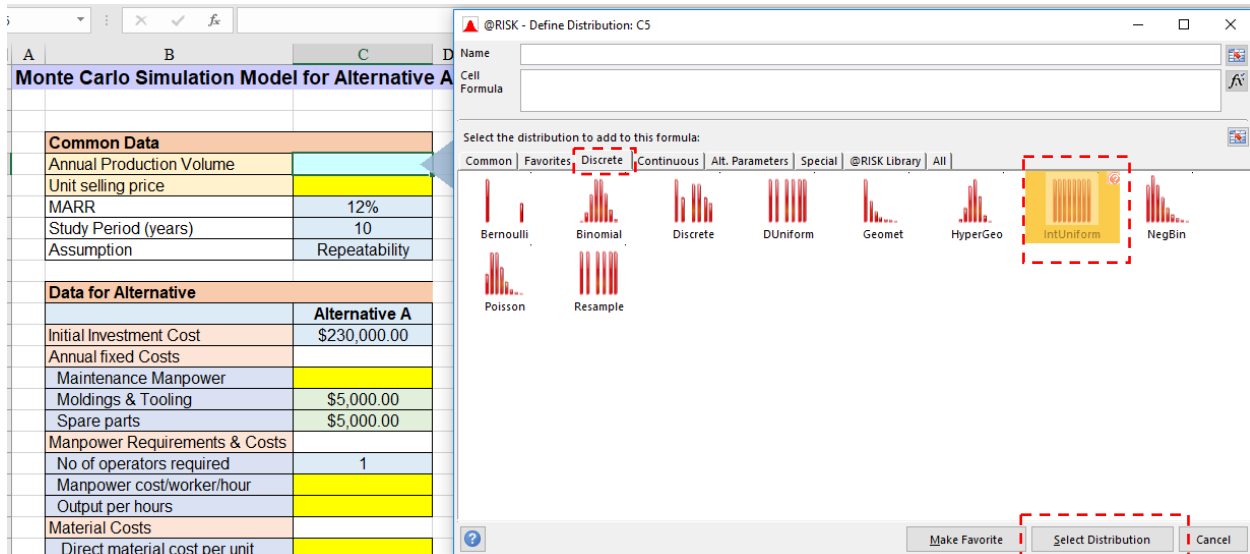 fx
@RISK - Define Distribution: C5
A B C D
Monte Carlo Simulation Model for Alternative A
Common Data
Annual Production Volume
Unit selling price
MARR 12%
Study Period (years) 10
Assumption Repeatability
Data for Alternative
Alternative A
Initial Investment Cost $230,000.00
Annual fixed Costs
Maintenance Manpower
Moldings & Tooling $5,000.00
Spare parts $5,000.00
Manpower Requirements & Costs
No of operators required 1
Manpower cost/worker/hour
Output per hours
Material Costs
Direct material cost per unit
Name
Cell
Formula
fx
Select the distribution to add to this formula:
Common Favorites Discrete Continuous Alt. Parameters Special @RISK Library All
Bernoulli Binomial Discrete DUniform Geomet HyperGeo IntUniform NegBin
Poisson Resample
? Make Favorite Select Distribution Cancel